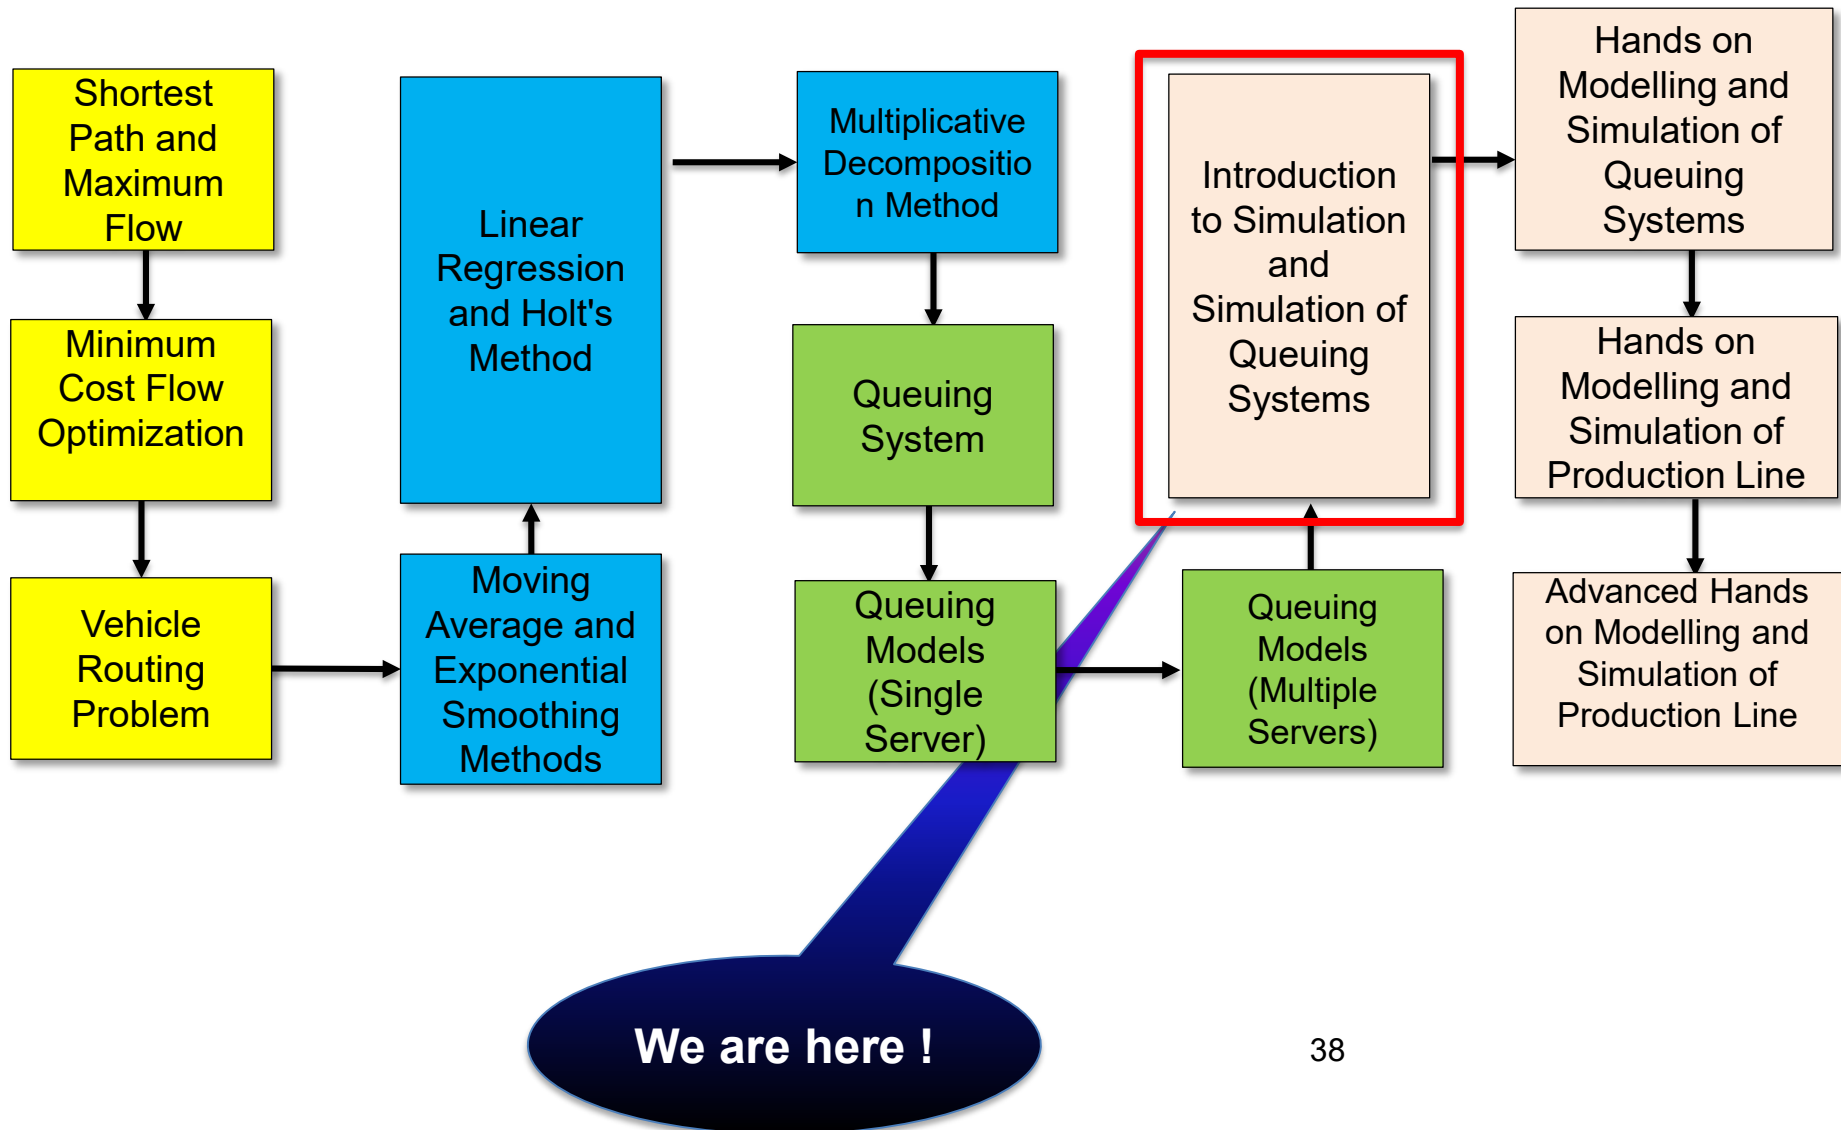 Shortest
Path and
Maximum
Flow
Minimum
Cost Flow
Optimization
Vehicle
Routing
Problem
Moving
Average and
Exponential
Smoothing
Methods
Linear
Regression
and Holt's
Method
Multiplicative
Decompositio
n Method
Queuing
System
Queuing
Models
(Single
Server)
Queuing
Models
(Multiple
Servers)
Introduction
to Simulation
and
Simulation of
Queuing
Systems
Hands on
Modelling and
Simulation of
Queuing
Systems
Hands on
Modelling and
Simulation of
Production Line
Advanced Hands
on Modelling and
Simulation of
Production Line
We are here !
38